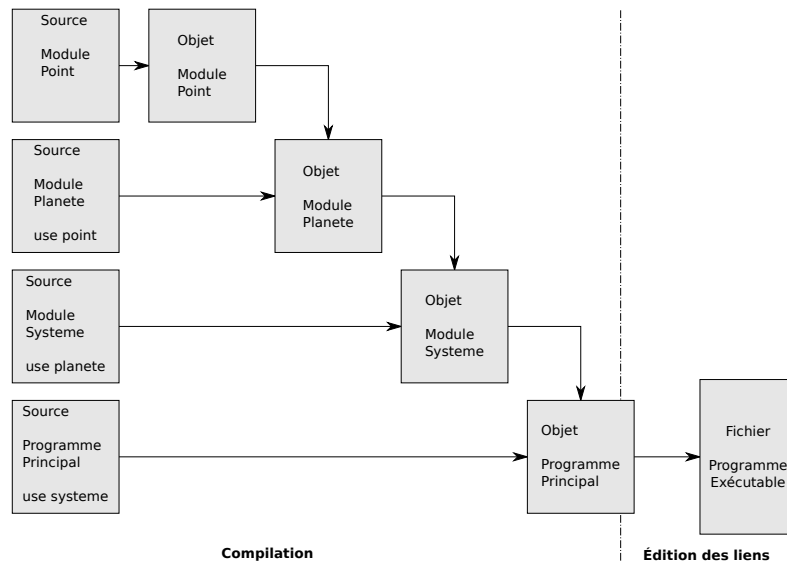 Source
Module
Point
Objet
Module
Point
Source
Module
Planete
use point
Objet
Module
Planete
Source
Module
Systeme
use planete
Objet
Module
Systeme
Source
Programme
Principal
use systeme
Objet
Programme
Principal
Fichier
Programme
Exécutable
Compilation
Édition des liens